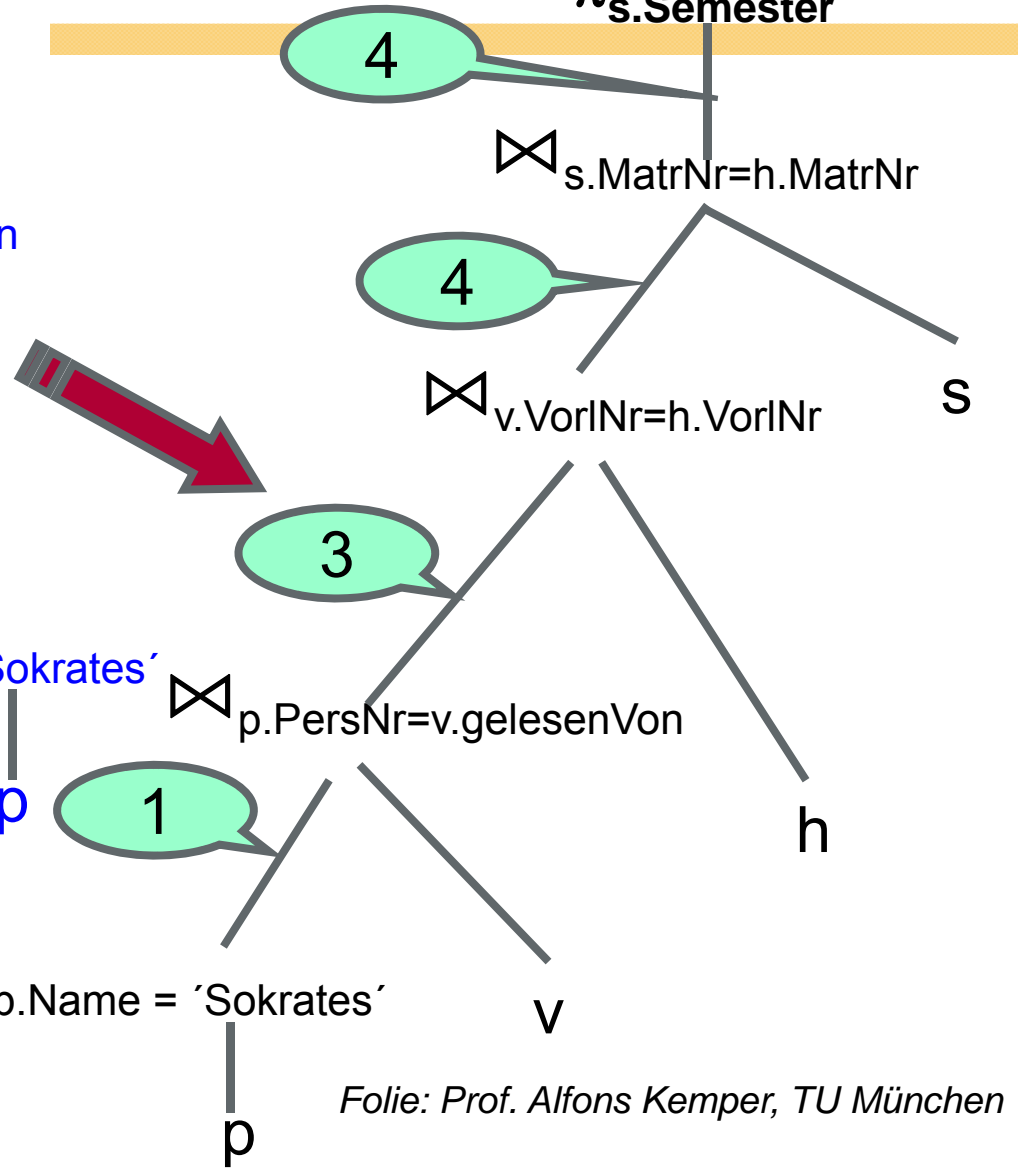 s.Semester
4
⋈ s.MatrNr=h.MatrNr
n
4
s
⋈ v.VorlNr=h.VorlNr
3
Sokrates´
⋈ p.PersNr=v.gelesenVon
p
1
h
p.Name = ´Sokrates´
v
Folie: Prof. Alfons Kemper, TU München
p